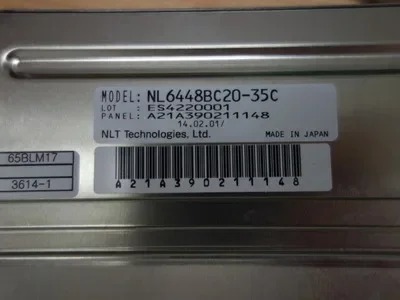 MODEL: NL6448BC20-35C
LOT : ES4220001
PANEL: A21A390211148
14.02.01/
NLT Technologies, Ltd. MADE IN JAPAN
65BLM17
3614-1
A21A390211148